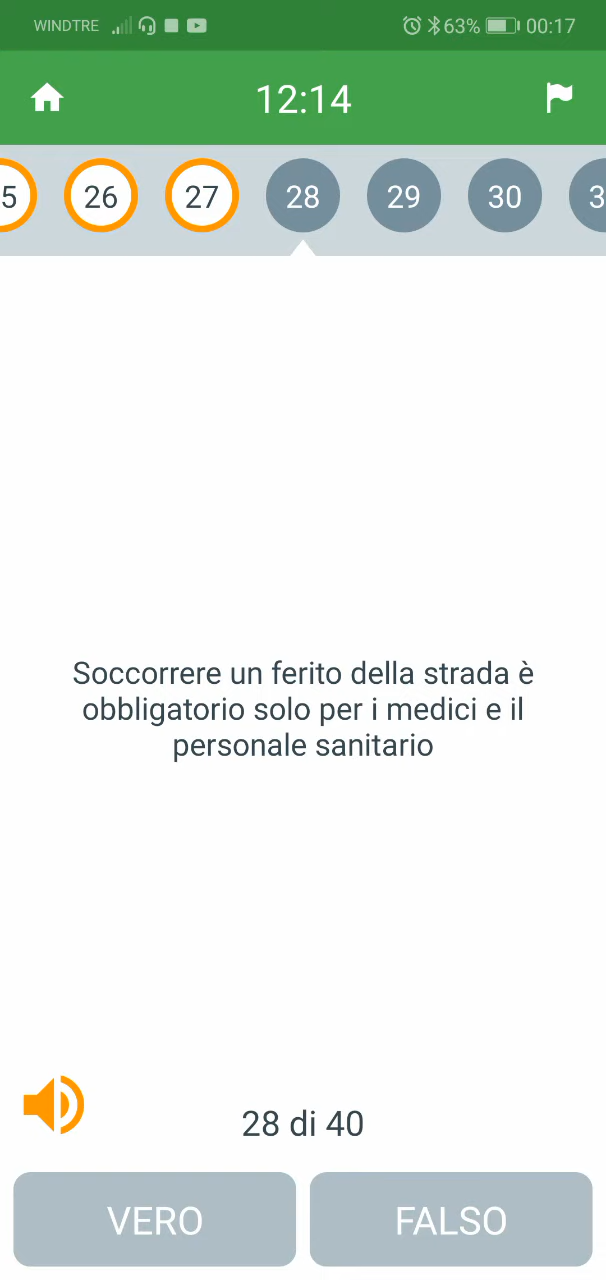 WINDTRE 63% 00:17
12:14
5 26 27 28 29 30 3
Soccorrere un ferito della strada è
obbligatorio solo per i medici e il
personale sanitario
28 di 40
VERO FALSO